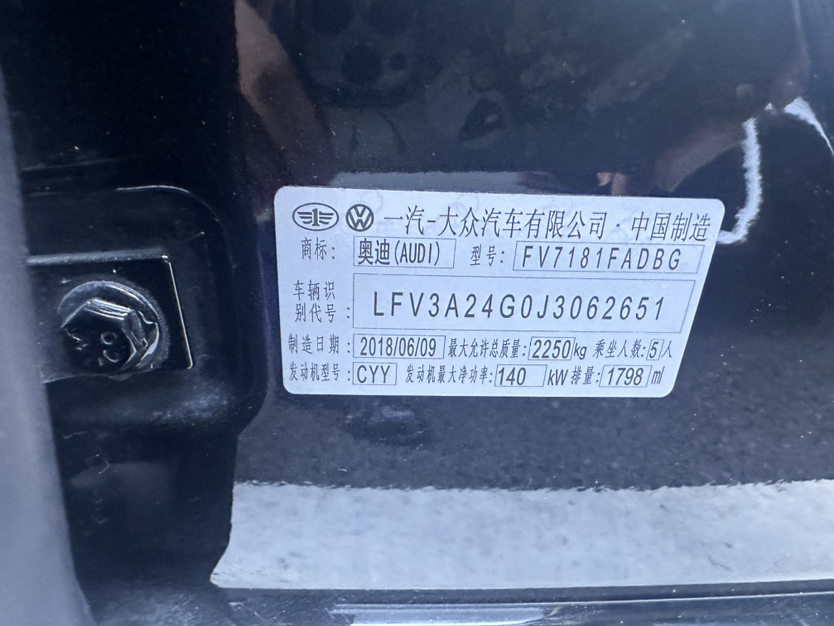 一汽-大众汽车有限公司·中国制造
商标: 奥迪(AUDI) 型号: FV7181FADBG
车辆识别代号: LFV3A24G0J3062651
制造日期: 2018/06/09 最大允许总质量: 2250kg 乘坐人数: 5人
发动机型号: CYY 发动机最大净功率: 140 kW 排量: 1798 ml